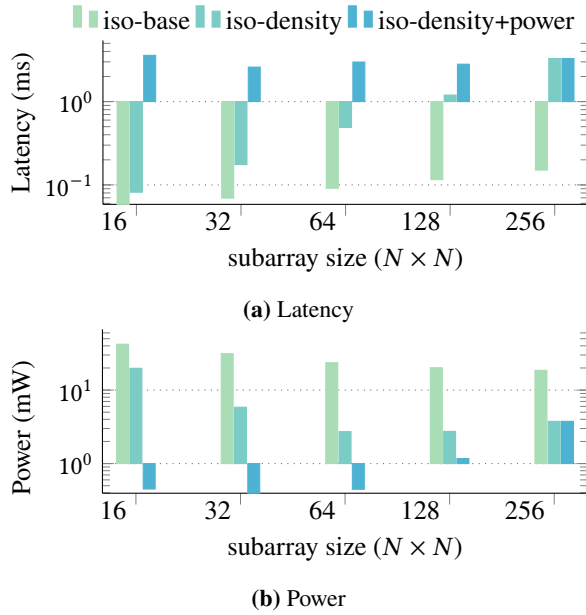 iso-base iso-density iso-density+power
Latency (ms)
10^0
10^−1
16 32 64 128 256
subarray size (N × N)
(a) Latency
Power (mW)
10^1
10^0
16 32 64 128 256
subarray size (N × N)
(b) Power